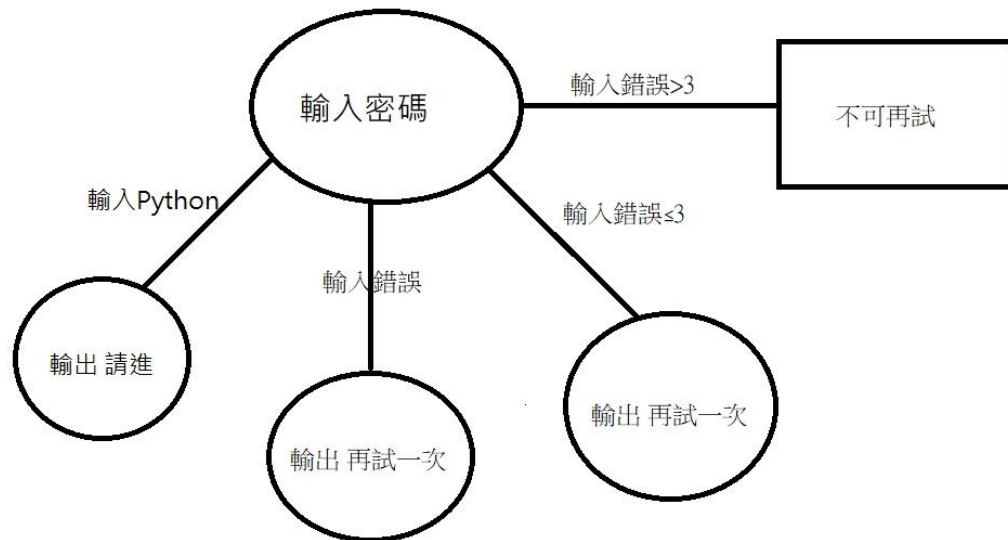 輸入密碼
輸入錯誤>3
不可再試
輸入Python
輸入錯誤
輸入錯誤≤3
輸出 請進
輸出 再試一次
輸出 再試一次